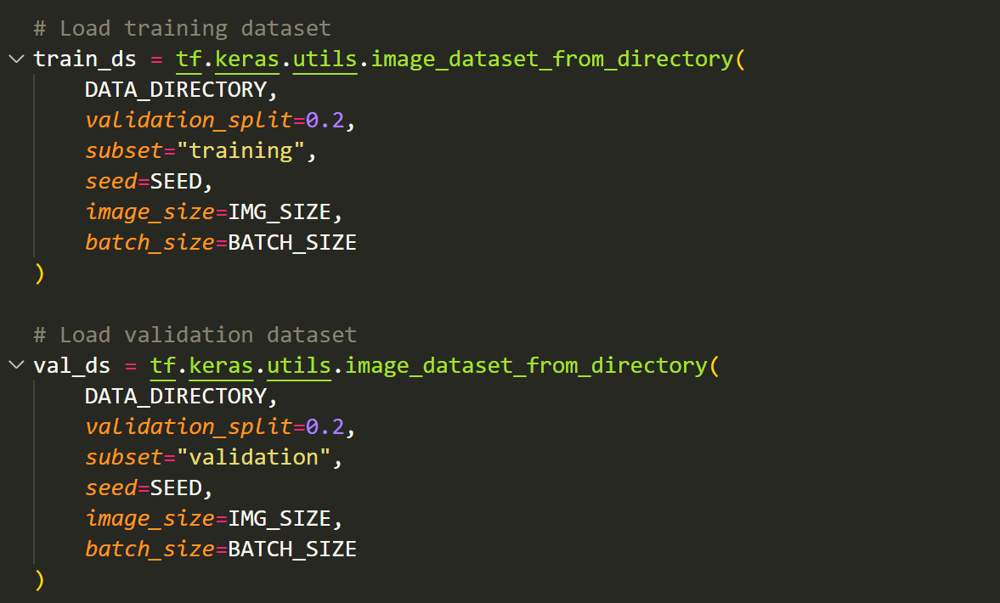 # Load training dataset
train_ds = tf.keras.utils.image_dataset_from_directory(
    DATA_DIRECTORY,
    validation_split=0.2,
    subset="training",
    seed=SEED,
    image_size=IMG_SIZE,
    batch_size=BATCH_SIZE
)

# Load validation dataset
val_ds = tf.keras.utils.image_dataset_from_directory(
    DATA_DIRECTORY,
    validation_split=0.2,
    subset="validation",
    seed=SEED,
    image_size=IMG_SIZE,
    batch_size=BATCH_SIZE
)